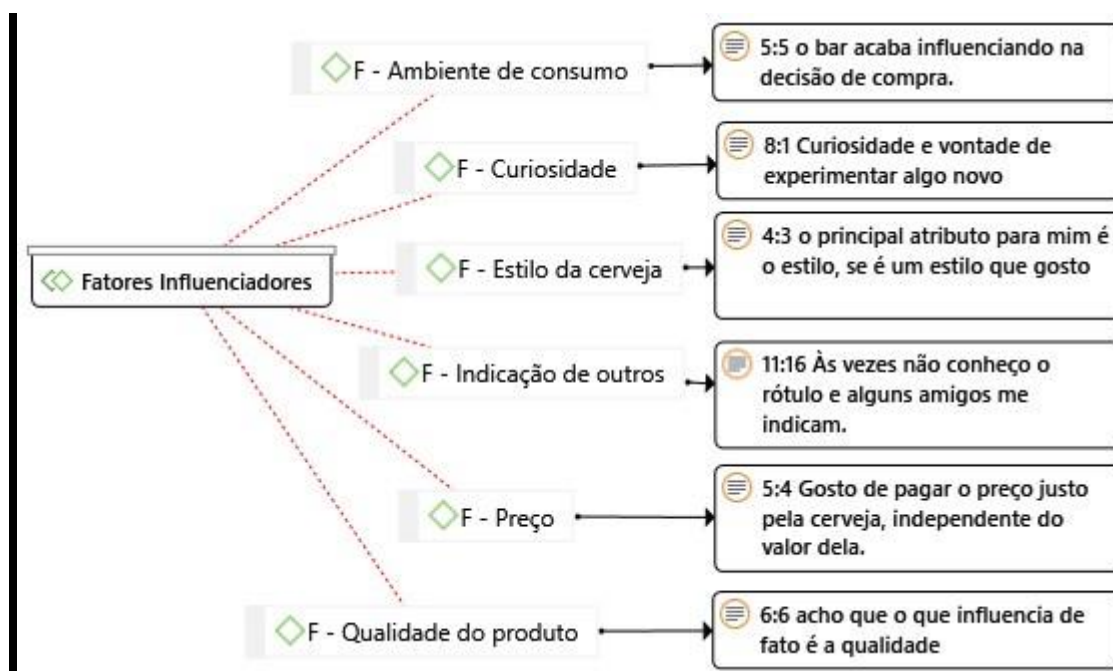 F - Ambiente de consumo
5:5 o bar acaba influenciando na
decisão de compra.
F - Curiosidade
8:1 Curiosidade e vontade de
experimentar algo novo
Fatores Influenciadores
F - Estilo da cerveja
4:3 o principal atributo para mim é
o estilo, se é um estilo que gosto
F - Indicação de outros
11:16 Às vezes não conheço o
rótulo e alguns amigos me
indicam.
F - Preço
5:4 Gosto de pagar o preço justo
pela cerveja, independente do
valor dela.
F - Qualidade do produto
6:6 acho que o que influencia de
fato é a qualidade